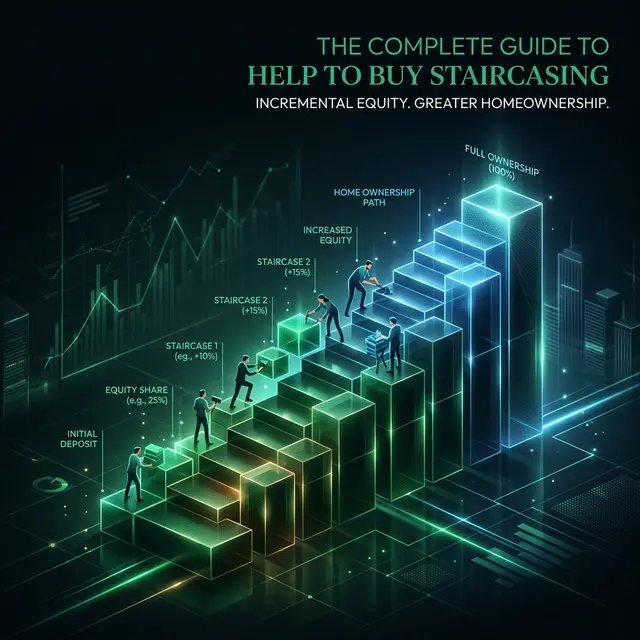 THE COMPLETE GUIDE TO
HELP TO BUY STAIRCASING
INCREMENTAL EQUITY. GREATER HOMEOWNERSHIP.
FULL OWNERSHIP
(100%)
HOME OWNERSHIP
PATH
INCREASED
EQUITY
STAIRCASE 2
(+15%)
STAIRCASE 2
(+15%)
STAIRCASE 1
(eg., +10%)
EQUITY SHARE
(e.g., 25%)
INITIAL
DEPOSIT